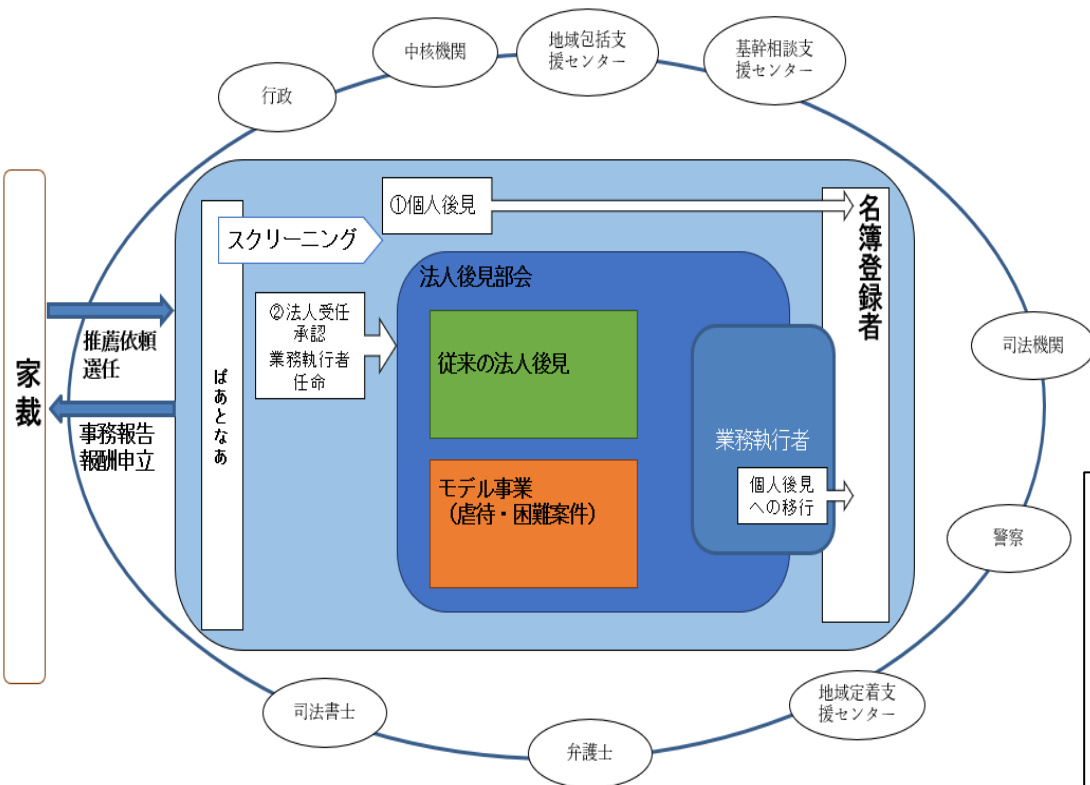 中核機関
地域包括支
援センター
基幹相談支
援センター
行政
家裁
推薦依頼
選任
事務報告
報酬申立
ぱあとなあ
スクリーニング
①個人後見
②法人受任
承認
業務執行者
任命
法人後見部会
従来の法人後見
モデル事業
(虐待・困難案件)
業務執行者
個人後見
への移行
名簿登録者
司法機関
警察
地域定着支
援センター
弁護士
司法書士